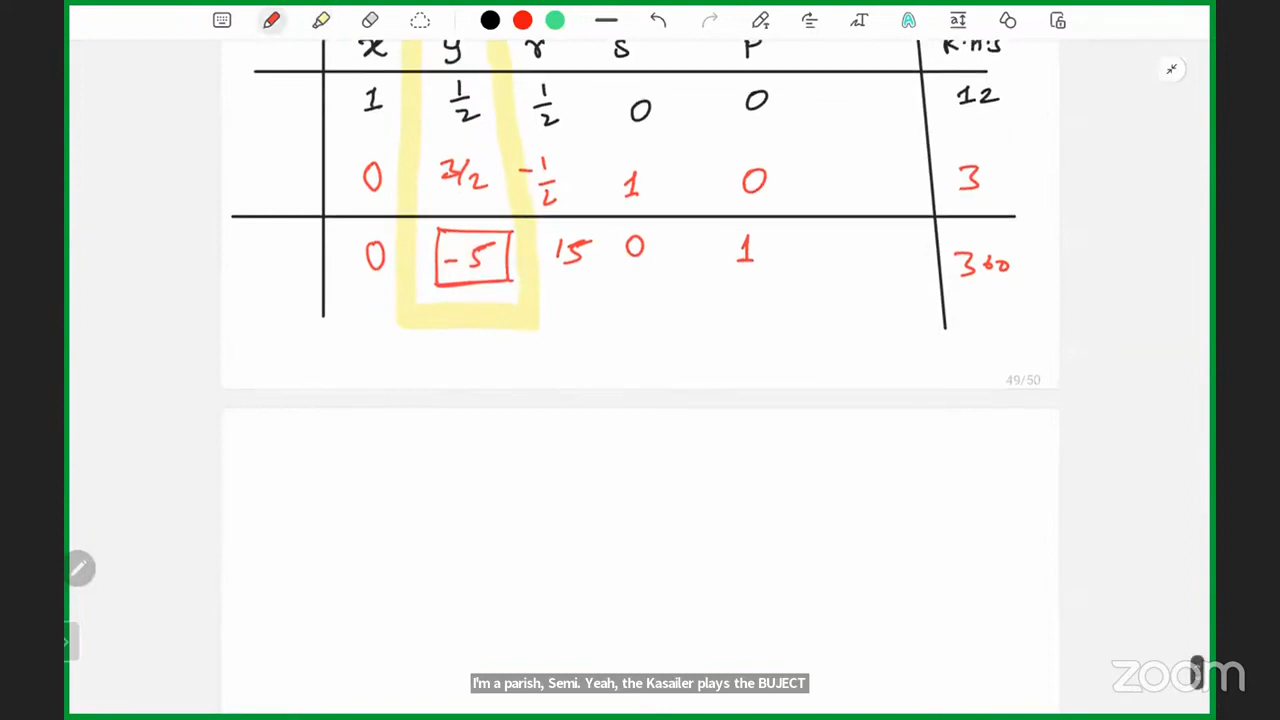 x y r s P R.H.S
1 1/2 1/2 0 0 12
0 3/2 -1/2 1 0 3
0 -5 15 0 1 360
49/50
I'm a parish, Semi. Yeah, the Kasailer plays the BUJECT
zoom